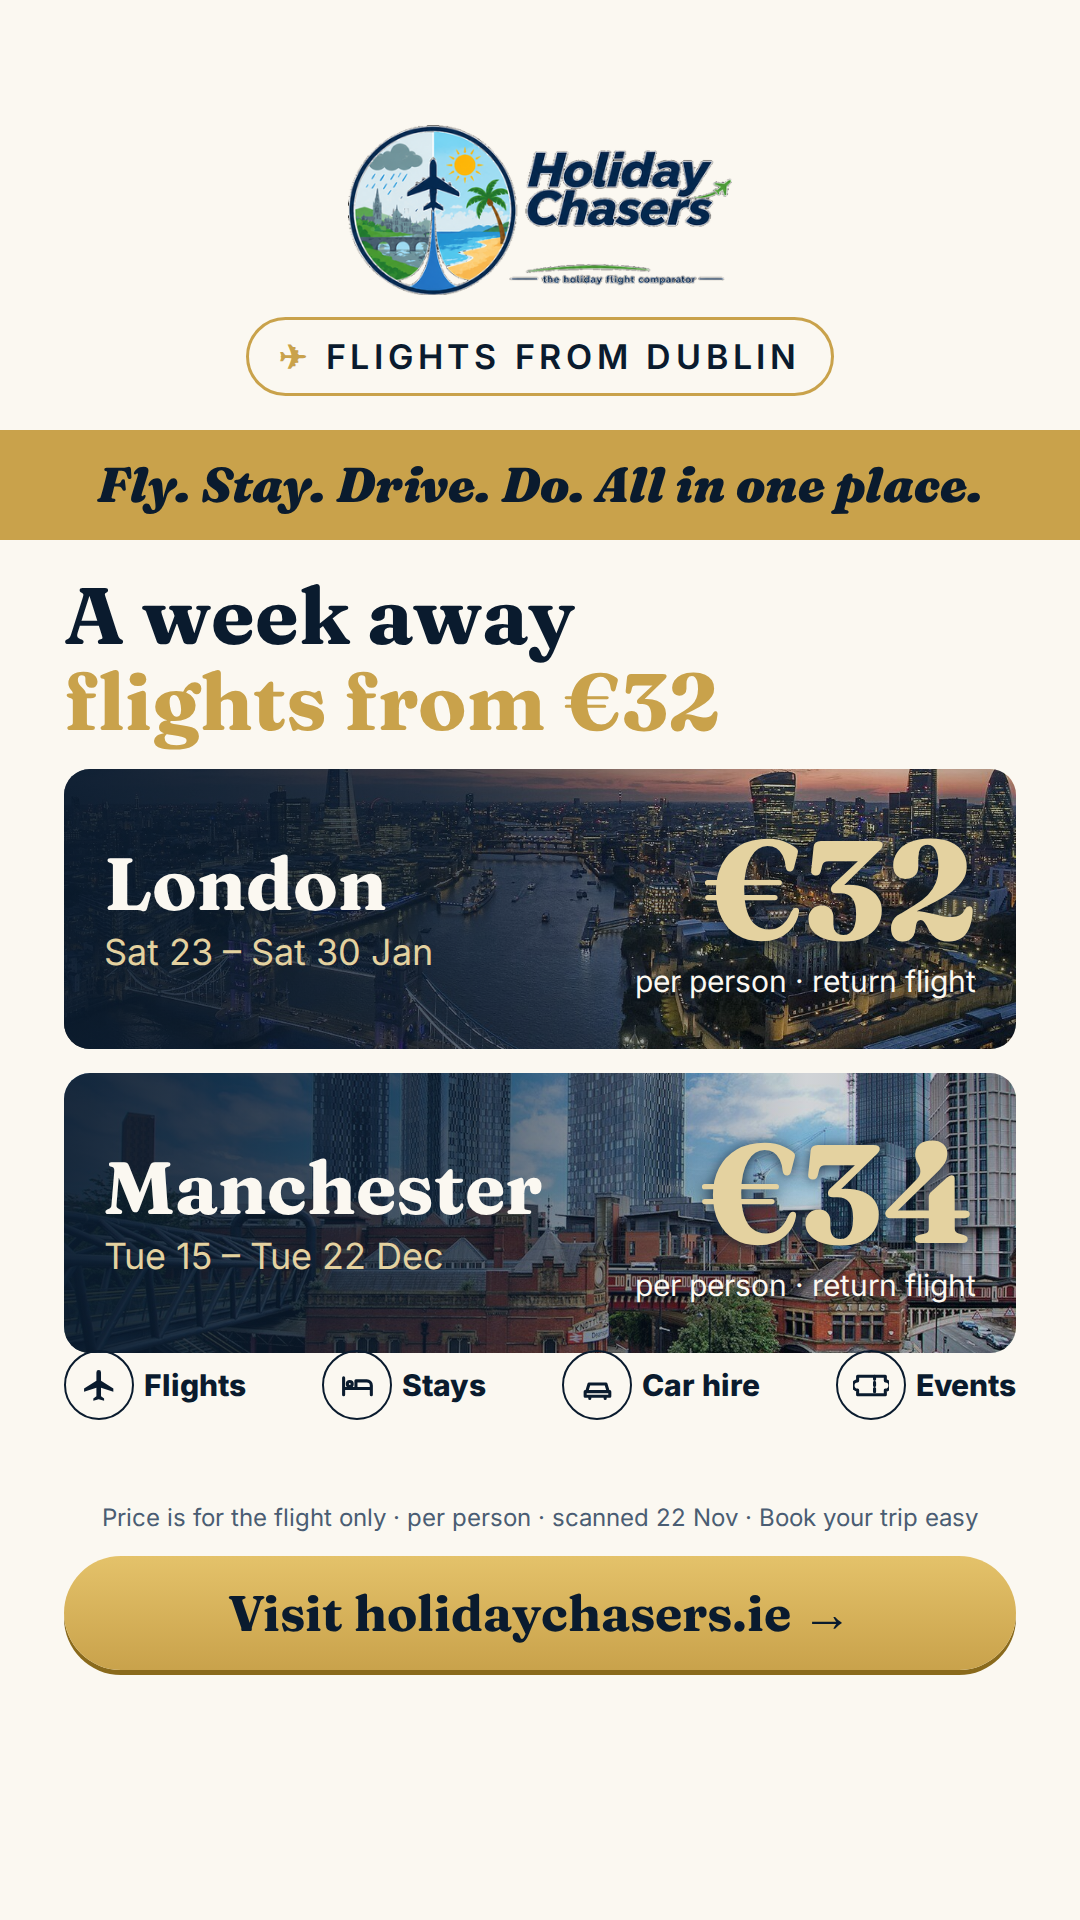 Holiday
Chasers
the holiday flight comparator
✈ FLIGHTS FROM DUBLIN
Fly. Stay. Drive. Do. All in one place.
A week away
flights from €32
London
€32
Sat 23 – Sat 30 Jan
per person · return flight
Manchester
€34
Tue 15 – Tue 22 Dec
per person · return flight
ATLAS
Flights
Stays
Car hire
Events
Price is for the flight only · per person · scanned 22 Nov · Book your trip easy
Visit holidaychasers.ie →